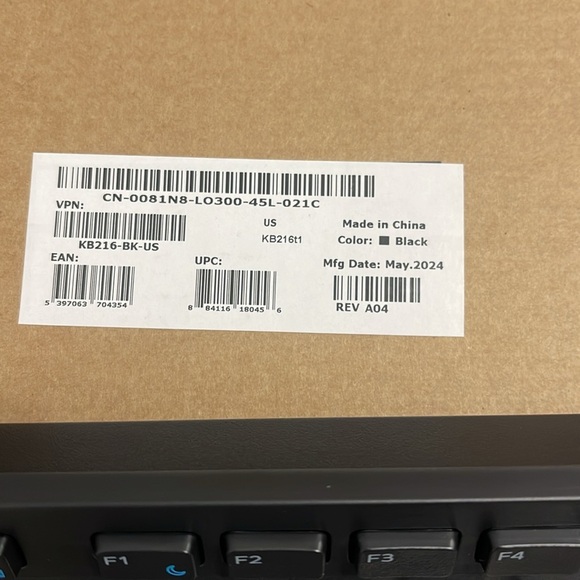 CN-0081N8-LO300-45L-021C
VPN:
US
Made in China
KB216-BK-US
KB216t1
Color: Black
EAN:
UPC:
Mfg Date: May.2024
5 397063 704354
8 84116 18045 6
REV A04
F1
F2
F3
F4